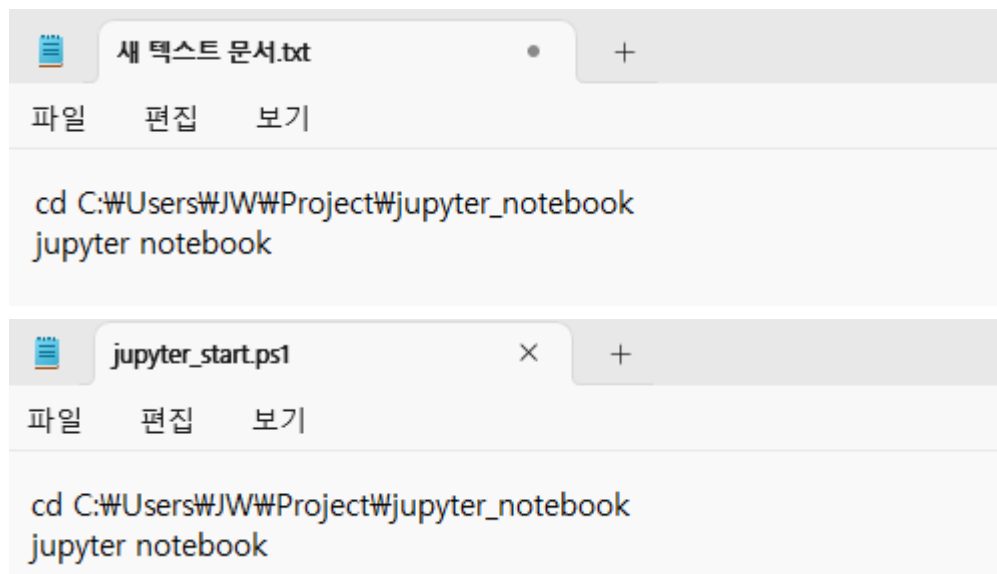 새 텍스트 문서.txt
파일 편집 보기
cd C:₩Users₩JW₩Project₩jupyter_notebook
jupyter notebook
jupyter_start.ps1
파일 편집 보기
cd C:₩Users₩JW₩Project₩jupyter_notebook
jupyter notebook